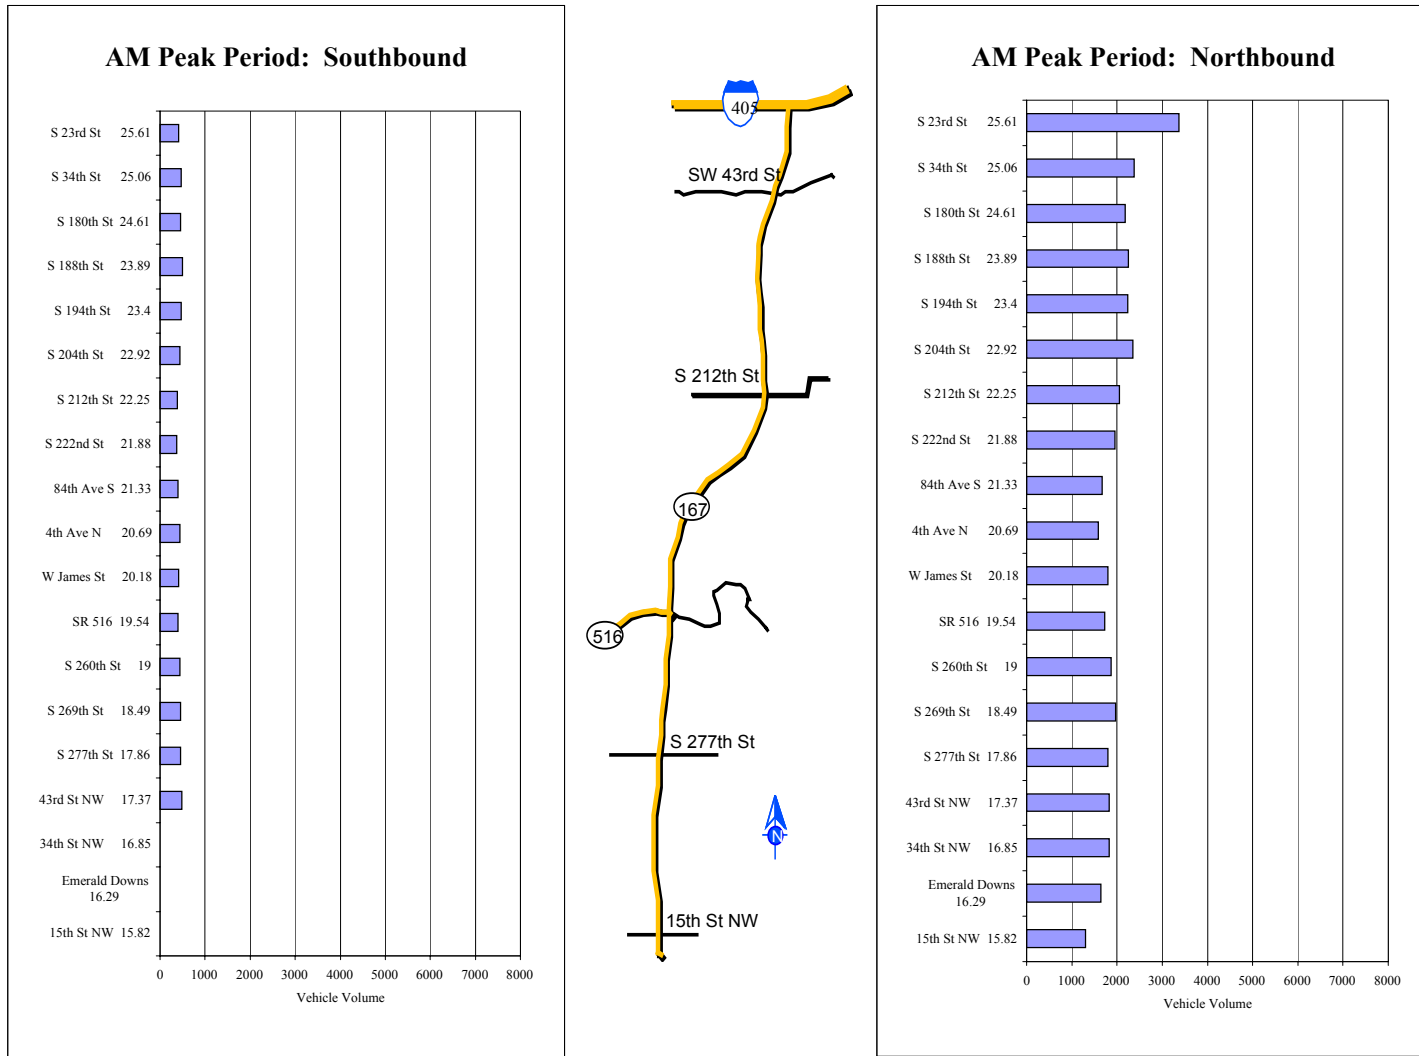 AM Peak Period: Southbound
S 23rd St 25.61
S 34th St 25.06
S 180th St 24.61
S 188th St 23.89
S 194th St 23.4
S 204th St 22.92
S 212th St 22.25
S 222nd St 21.88
84th Ave S 21.33
4th Ave N 20.69
W James St 20.18
SR 516 19.54
S 260th St 19
S 269th St 18.49
S 277th St 17.86
43rd St NW 17.37
34th St NW 16.85
Emerald Downs
16.29
15th St NW 15.82
0 1000 2000 3000 4000 5000 6000 7000 8000
Vehicle Volume
405
SW 43rd St
S 212th St
167
516
S 277th St
N
15th St NW
AM Peak Period: Northbound
S 23rd St 25.61
S 34th St 25.06
S 180th St 24.61
S 188th St 23.89
S 194th St 23.4
S 204th St 22.92
S 212th St 22.25
S 222nd St 21.88
84th Ave S 21.33
4th Ave N 20.69
W James St 20.18
SR 516 19.54
S 260th St 19
S 269th St 18.49
S 277th St 17.86
43rd St NW 17.37
34th St NW 16.85
Emerald Downs
16.29
15th St NW 15.82
0 1000 2000 3000 4000 5000 6000 7000 8000
Vehicle Volume